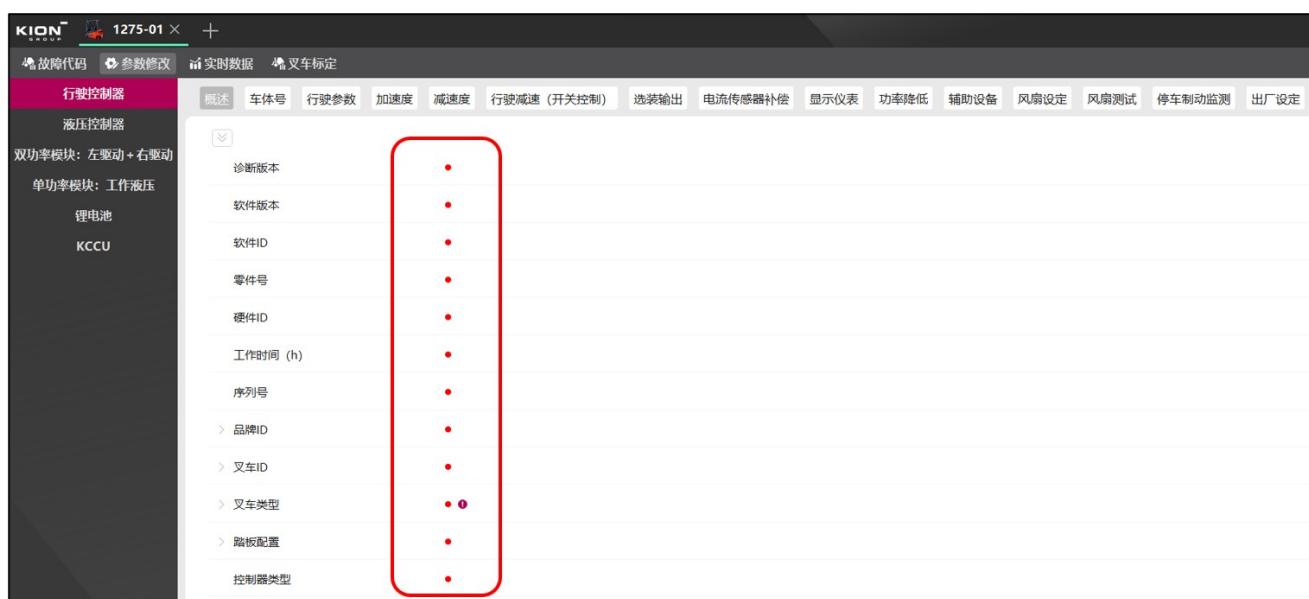 KION GROUP 1275-01
故障代码 参数修改 实时数据 叉车标定
行驶控制器
液压控制器
双功率模块：左驱动+右驱动
单功率模块：工作液压
锂电池
KCCU
概述 车体号 行驶参数 加速度 减速度 行驶减速（开关控制） 选装输出 电流传感器补偿 显示仪表 功率降低 辅助设备 风扇设定 风扇测试 停车制动监测 出厂设定
诊断版本
软件版本
软件ID
零件号
硬件ID
工作时间（h）
序列号
品牌ID
叉车ID
叉车类型
踏板配置
控制器类型